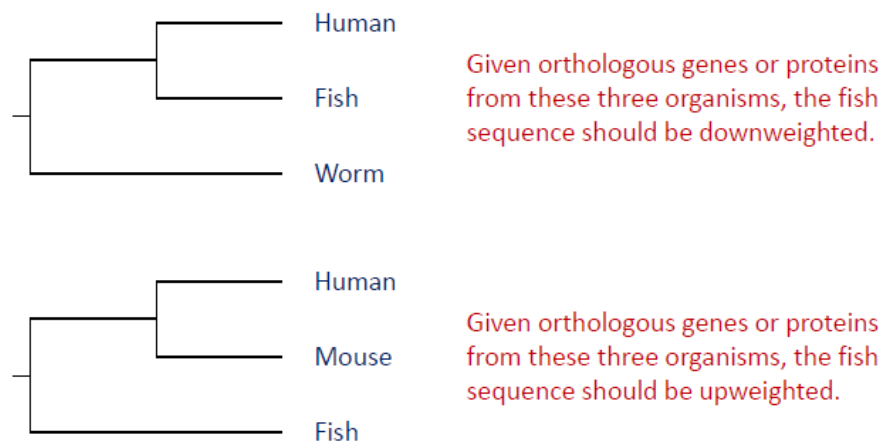 Human
Fish
Worm
Given orthologous genes or proteins
from these three organisms, the fish
sequence should be downweighted.
Human
Mouse
Fish
Given orthologous genes or proteins
from these three organisms, the fish
sequence should be upweighted.